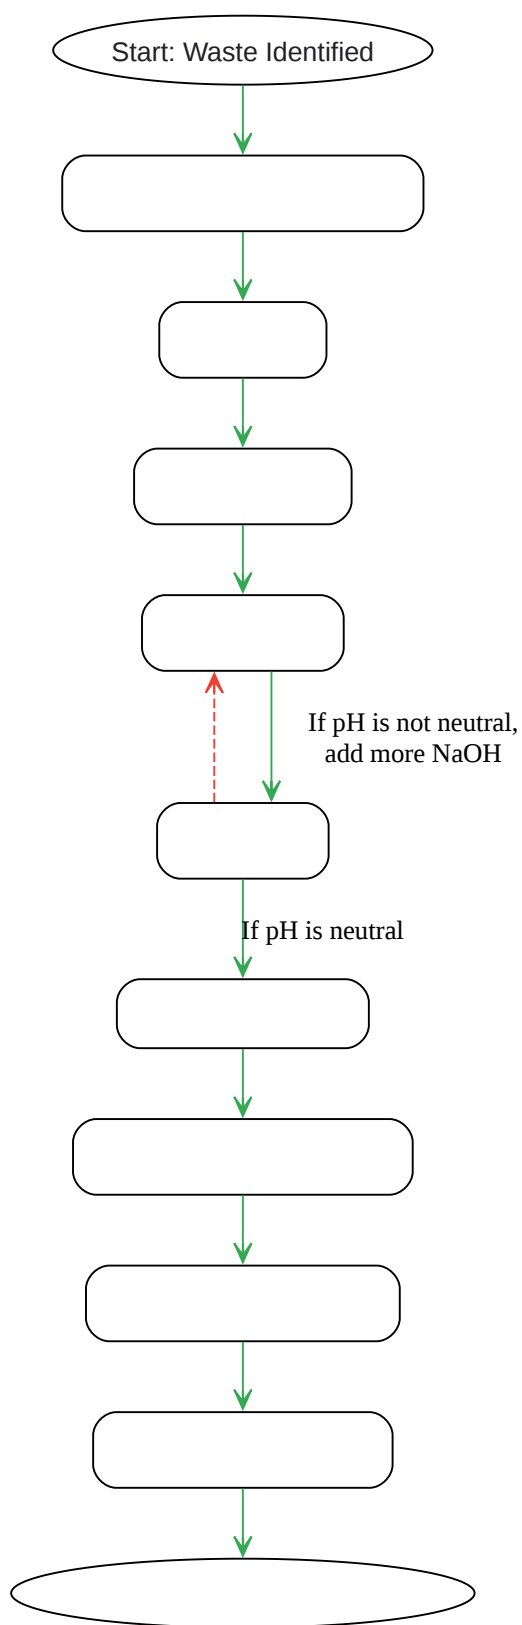 Start: Waste Identified
If pH is not neutral,
add more NaOH
If pH is neutral